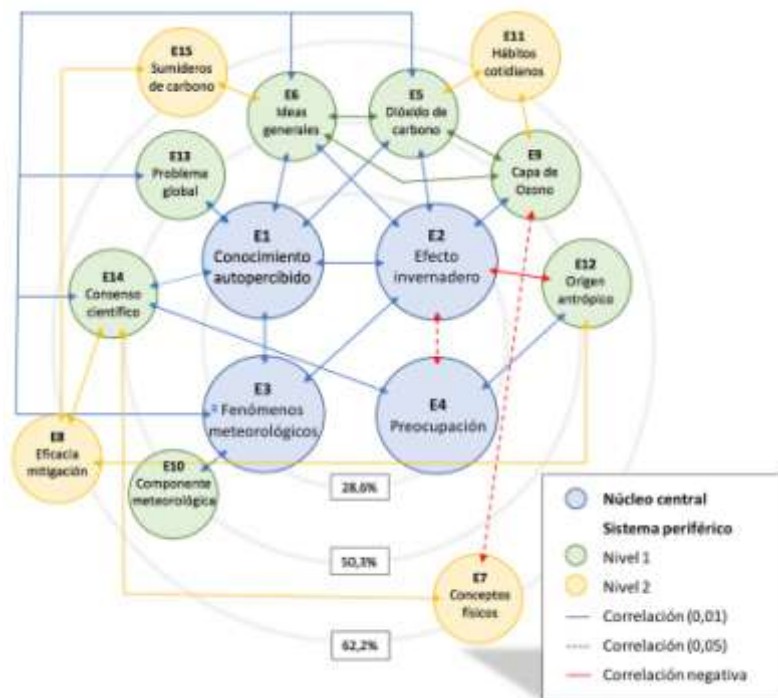 E15
Sumideros
de carbono
E11
Hábitos
cotidianos
E6
Ideas
generales
E5
Dióxido de
carbono
E13
Problema
global
E9
Capa de
Ozono
E1
Conocimiento
autopercibido
E2
Efecto
invernadero
E14
Consenso
científico
E12
Origen
antrópico
E3
Fenómenos
meteorológicos
E4
Preocupación
E8
Eficacia
mitigación
E10
Componente
meteorológica
28,6%
50,3%
62,2%
E7
Conceptos
físicos
Núcleo central
Sistema periférico
Nivel 1
Nivel 2
Correlación (0,01)
Correlación (0,05)
Correlación negativa